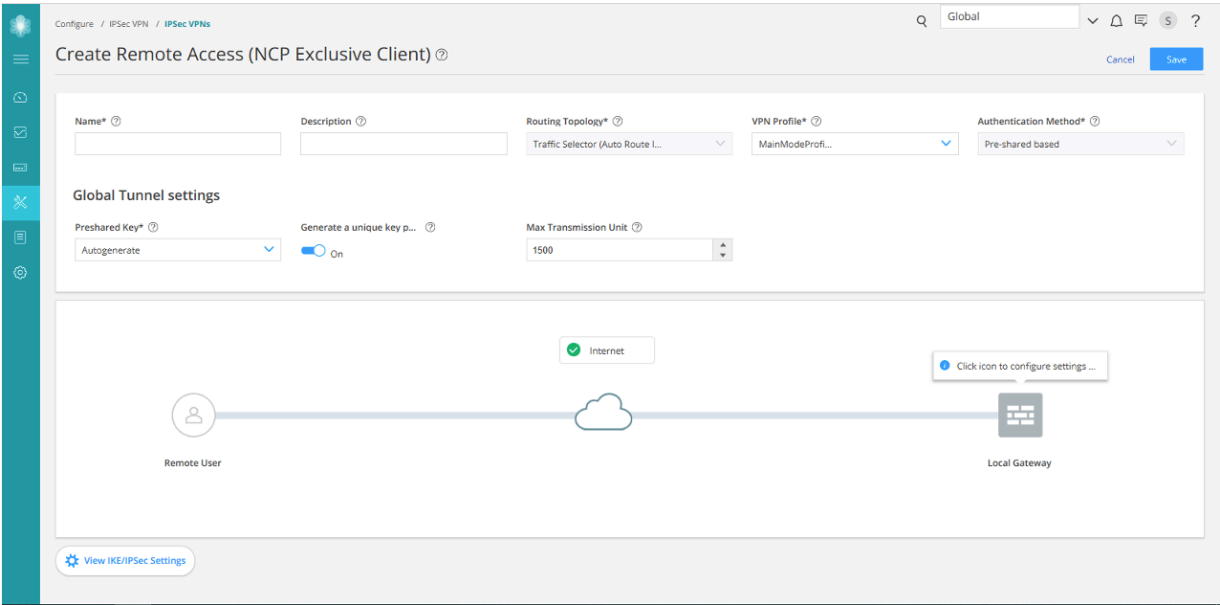 Configure / IPSec VPN / IPSec VPNs
Global
S
?
Create Remote Access (NCP Exclusive Client) ?
Cancel
Save
Name* ?
Description ?
Routing Topology* ?
VPN Profile* ?
Authentication Method* ?
Traffic Selector (Auto Route I...
MainModeProfi...
Pre-shared based
Global Tunnel settings
Preshared Key* ?
Generate a unique key p... ?
Max Transmission Unit ?
Autogenerate
On
1500
Internet
Click icon to configure settings ...
Remote User
Local Gateway
View IKE/IPSec Settings